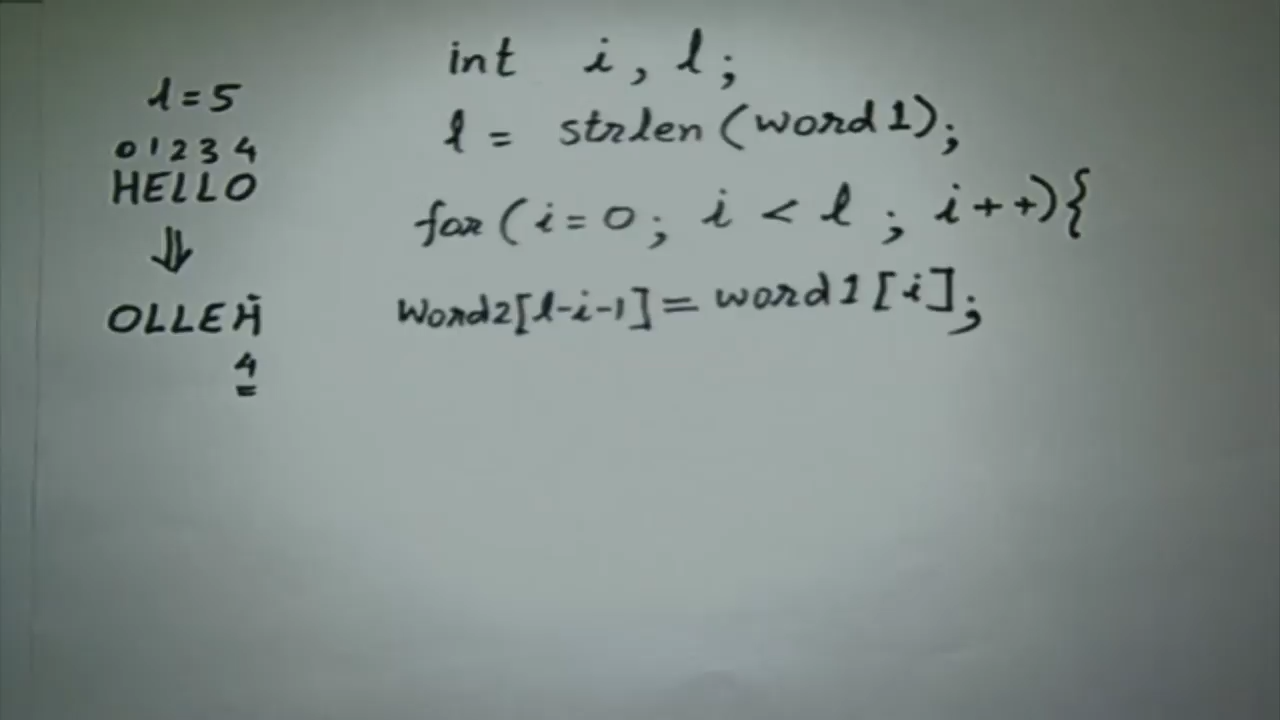 l=5
0 1 2 3 4
HELLO
⇓
OLLEH
4
int i, l;
l = strlen(word1);
for(i=0; i < l; i++){
word2[l-i-1]=word1[i];